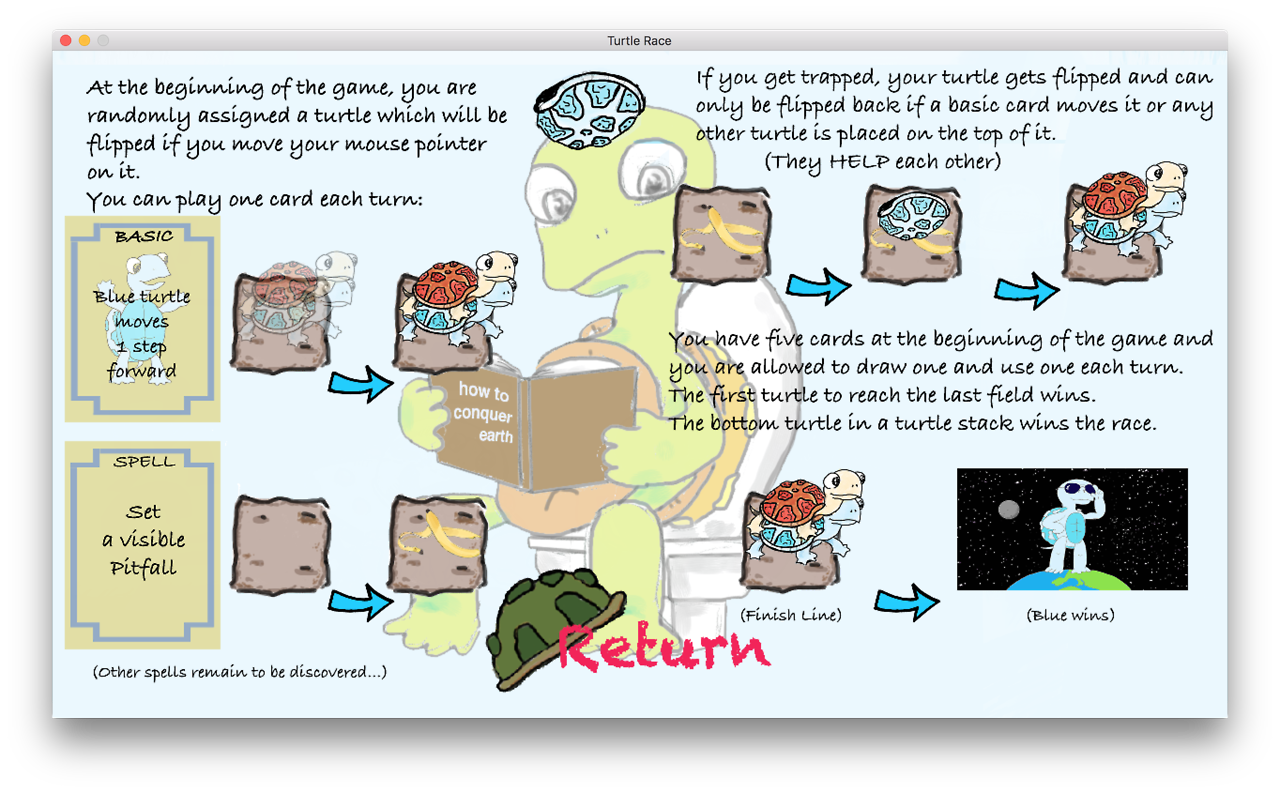 Turtle Race
At the beginning of the game, you are
randomly assigned a turtle which will be
flipped if you move your mouse pointer
on it.
You can play one card each turn:
BASIC
Blue turtle
moves
1 step
forward
SPELL
Set
a visible
Pitfall
(Other spells remain to be discovered...)
how to
conquer
earth
If you get trapped, your turtle gets flipped and can
only be flipped back if a basic card moves it or any
other turtle is placed on the top of it.
(They HELP each other)
You have five cards at the beginning of the game and
you are allowed to draw one and use one each turn.
The first turtle to reach the last field wins.
The bottom turtle in a turtle stack wins the race.
(Finish Line)
(Blue wins)
Return